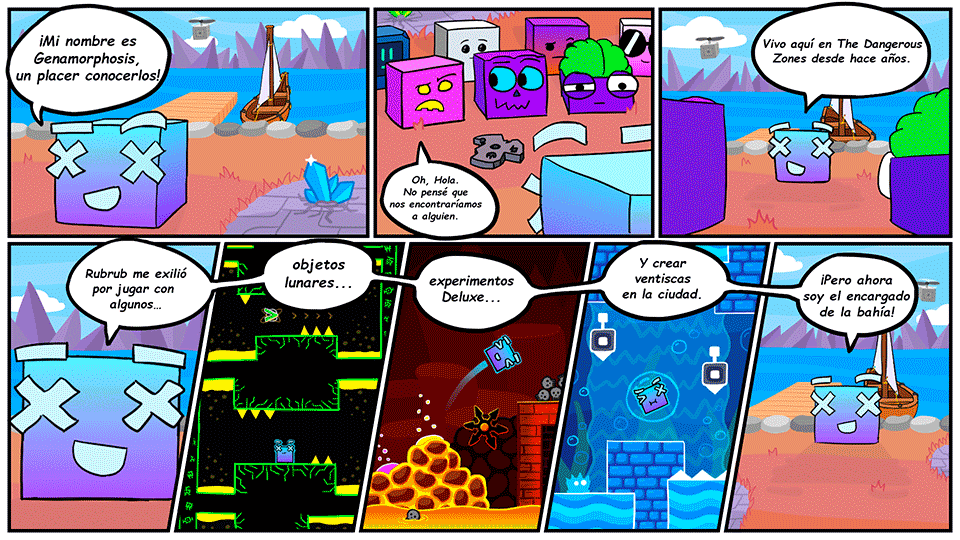 ¡Mi nombre es
Genamorphosis,
un placer conocerlos!
Oh, Hola.
No pensé que
nos encontraríamos
a alguien.
Vivo aquí en The Dangerous
Zones desde hace años.
Rubrub me exilió
por jugar con
algunos...
objetos
lunares...
experimentos
Deluxe...
Y crear
ventiscas
en la ciudad.
¡Pero ahora
soy el encargado
de la bahía!